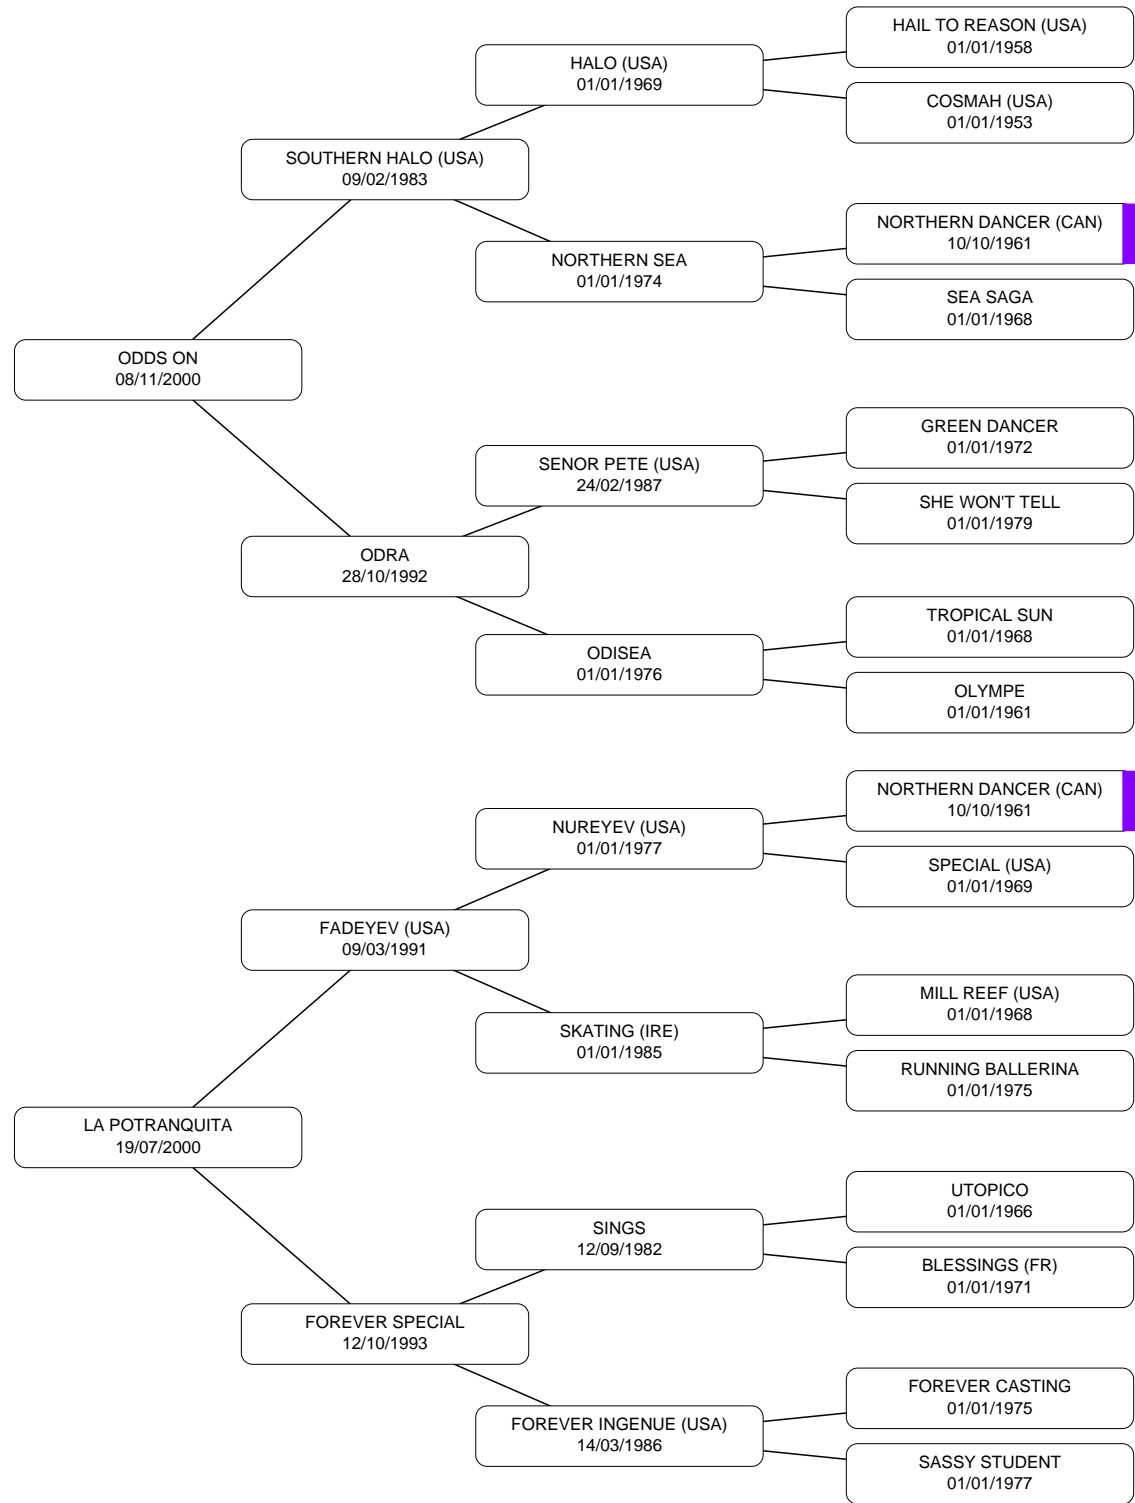 HAIL TO REASON (USA)
01/01/1958
HALO (USA)
01/01/1969
COSMAH (USA)
01/01/1953
SOUTHERN HALO (USA)
09/02/1983
NORTHERN DANCER (CAN)
10/10/1961
NORTHERN SEA
01/01/1974
SEA SAGA
01/01/1968
ODDS ON
08/11/2000
GREEN DANCER
01/01/1972
SENOR PETE (USA)
24/02/1987
SHE WON'T TELL
01/01/1979
ODRA
28/10/1992
TROPICAL SUN
01/01/1968
ODISEA
01/01/1976
OLYMPE
01/01/1961
NORTHERN DANCER (CAN)
10/10/1961
NUREYEV (USA)
01/01/1977
SPECIAL (USA)
01/01/1969
FADEYEV (USA)
09/03/1991
MILL REEF (USA)
01/01/1968
SKATING (IRE)
01/01/1985
RUNNING BALLERINA
01/01/1975
LA POTRANQUITA
19/07/2000
UTOPICO
01/01/1966
SINGS
12/09/1982
BLESSINGS (FR)
01/01/1971
FOREVER SPECIAL
12/10/1993
FOREVER CASTING
01/01/1975
FOREVER INGENUE (USA)
14/03/1986
SASSY STUDENT
01/01/1977